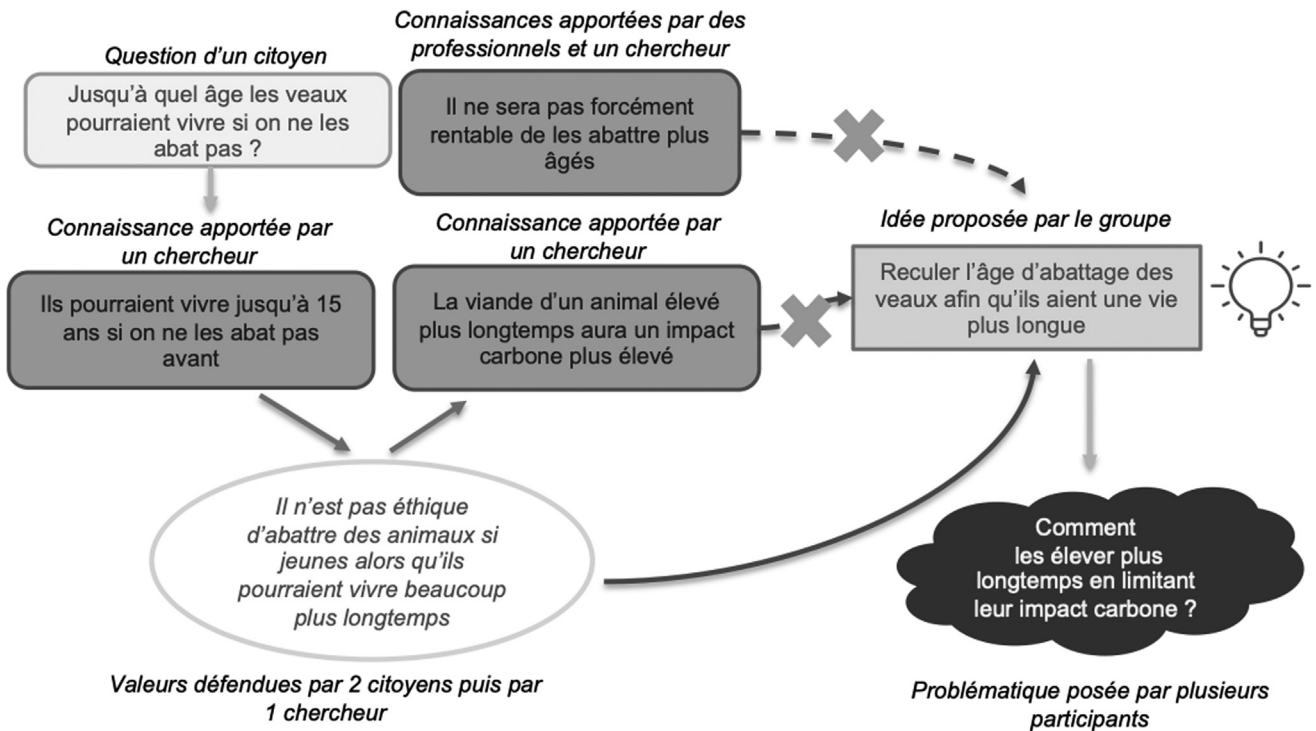 Question d'un citoyen
Jusqu'à quel âge les veaux
pourraient vivre si on ne les
abat pas ?
Connaissances apportées par des
professionnels et un chercheur
Il ne sera pas forcément
rentable de les abattre plus
âgés
Connaissance apportée par
un chercheur
Ils pourraient vivre jusqu'à 15
ans si on ne les abat pas
avant
Connaissance apportée par
un chercheur
La viande d'un animal élevé
plus longtemps aura un impact
carbone plus élevé
Idée proposée par le groupe
Reculer l'âge d'abattage des
veaux afin qu'ils aient une vie
plus longue
Il n'est pas éthique
d'abattre des animaux si
jeunes alors qu'ils
pourraient vivre beaucoup
plus longtemps
Valeurs défendues par 2 citoyens puis par
1 chercheur
Comment
les élever plus
longtemps en limitant
leur impact carbone ?
Problématique posée par plusieurs
participants